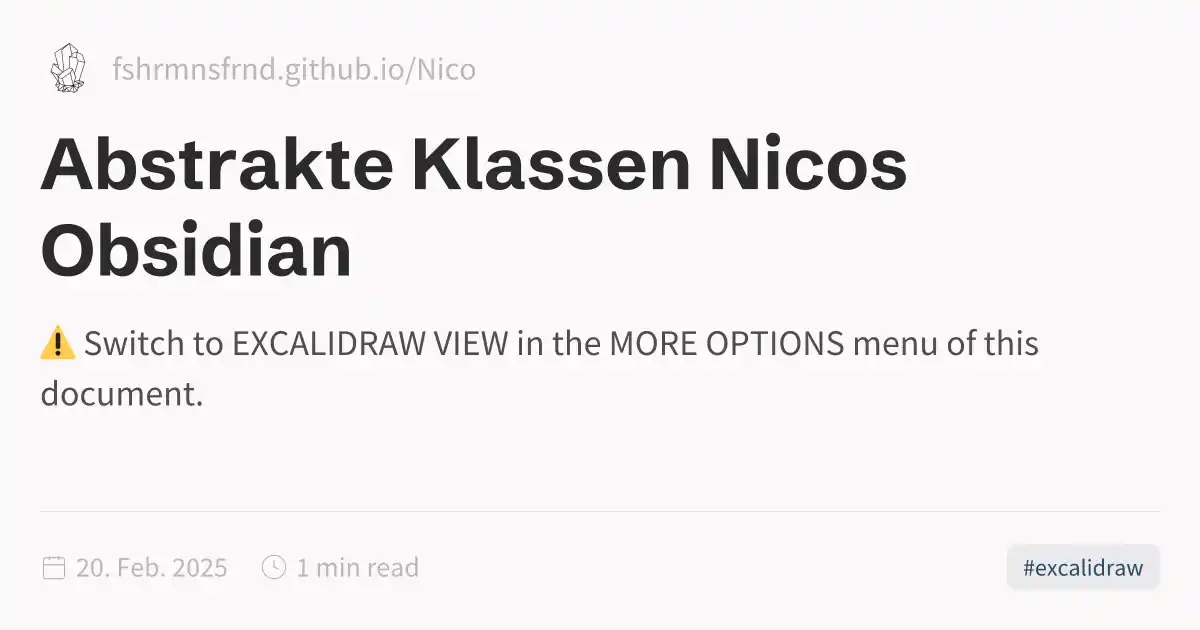 fshrmnsfrnd.github.io/Nico
Abstrakte Klassen Nicos
Obsidian
⚠️ Switch to EXCALIDRAW VIEW in the MORE OPTIONS menu of this
document.
20. Feb. 2025 1 min read
#excalidraw